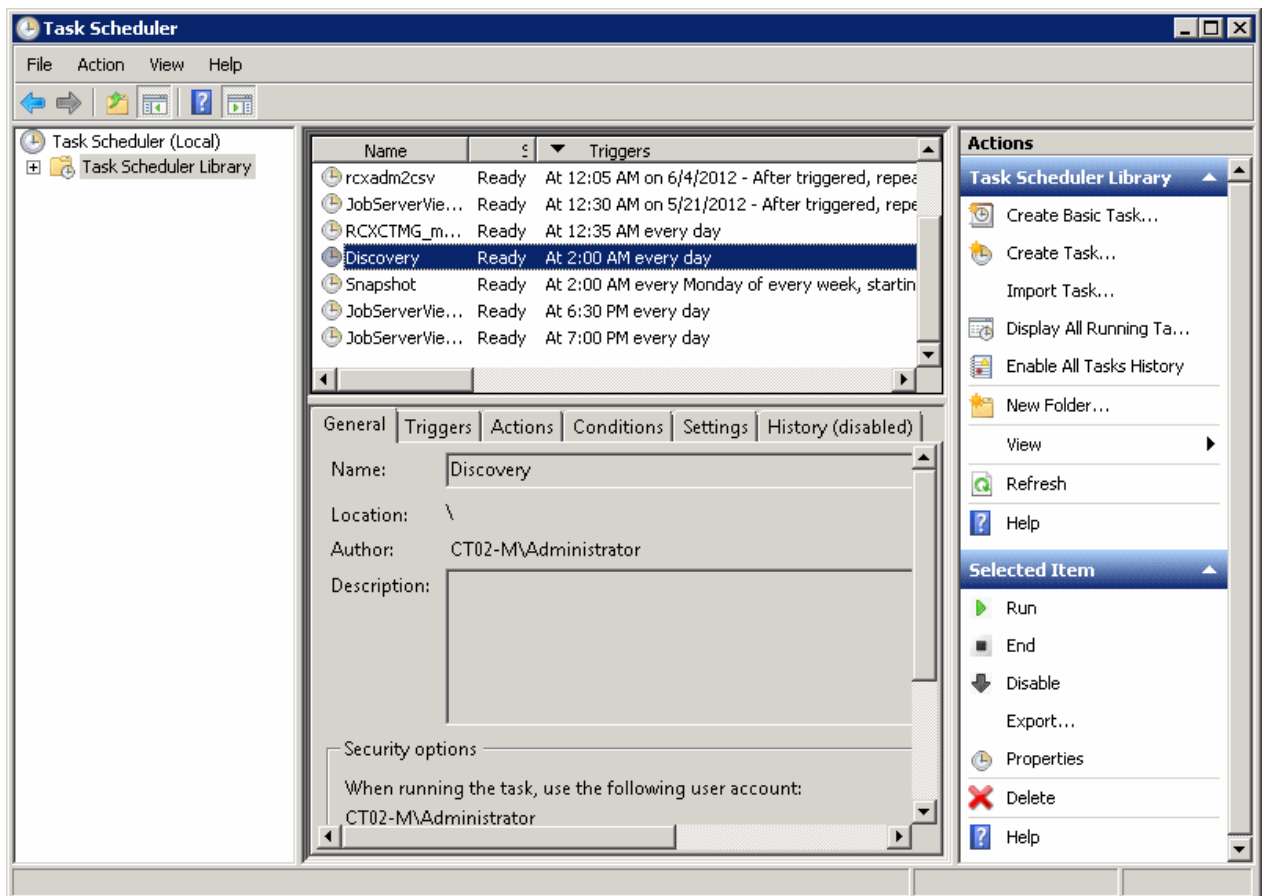 Task Scheduler
File Action View Help
Task Scheduler (Local)
Task Scheduler Library
Name S Triggers
rcxadm2csv Ready At 12:05 AM on 6/4/2012 - After triggered, repea
JobServerVie... Ready At 12:30 AM on 5/21/2012 - After triggered, repe
RCXCTMG_m... Ready At 12:35 AM every day
Discovery Ready At 2:00 AM every day
Snapshot Ready At 2:00 AM every Monday of every week, startin
JobServerVie... Ready At 6:30 PM every day
JobServerVie... Ready At 7:00 PM every day
General Triggers Actions Conditions Settings History (disabled)
Name: Discovery
Location: \
Author: CT02-M\Administrator
Description:
Security options
When running the task, use the following user account:
CT02-M\Administrator
Actions
Task Scheduler Library
Create Basic Task...
Create Task...
Import Task...
Display All Running Ta...
Enable All Tasks History
New Folder...
View
Refresh
Help
Selected Item
Run
End
Disable
Export...
Properties
Delete
Help